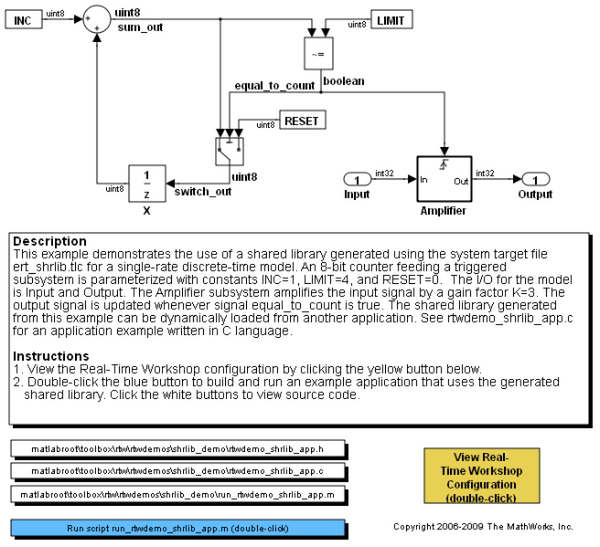 INC
uint8
uint8
sum_out
uint8
LIMIT
~=
boolean
equal_to_count
uint8
RESET
uint8
uint8
1
z
X
switch_out
1
Input
int32
In
Out
Amplifier
int32
1
Output
Description
This example demonstrates the use of a shared library generated using the system target file
ert_shrlib.tlc for a single-rate discrete-time model. An 8-bit counter feeding a triggered
subsystem is parameterized with constants INC=1, LIMIT=4, and RESET=0. The I/O for the model
is Input and Output. The Amplifier subsystem amplifies the input signal by a gain factor K=3. The
output signal is updated whenever signal equal_to_count is true. The shared library generated
from this example can be dynamically loaded from another application. See rtwdemo_shrlib_app.c
for an application example written in C language.
Instructions
1. View the Real-Time Workshop configuration by clicking the yellow button below.
2. Double-click the blue button to build and run an example application that uses the generated
shared library. Click the white buttons to view source code.
matlabroot\toolbox\rtw\rtwdemos\shrlib_demo\rtwdemo_shrlib_app.h
matlabroot\toolbox\rtw\rtwdemos\shrlib_demo\rtwdemo_shrlib_app.c
matlabroot\toolbox\rtw\rtwdemos\shrlib_demo\run_rtwdemo_shrlib_app.m
Run script run_rtwdemo_shrlib_app.m (double-click)
View Real-
Time Workshop
Configuration
(double-click)
Copyright 2006-2009 The MathWorks, Inc.